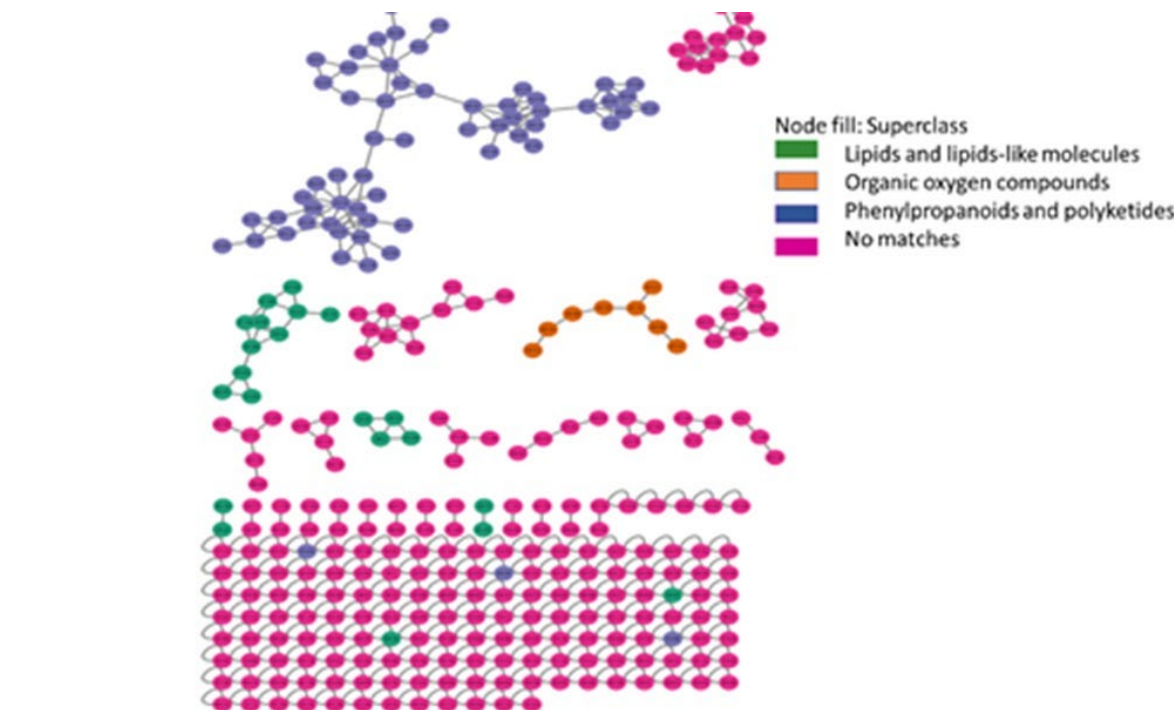 Node fill: Superclass
Lipids and lipids-like molecules
Organic oxygen compounds
Phenylpropanoids and polyketides
No matches